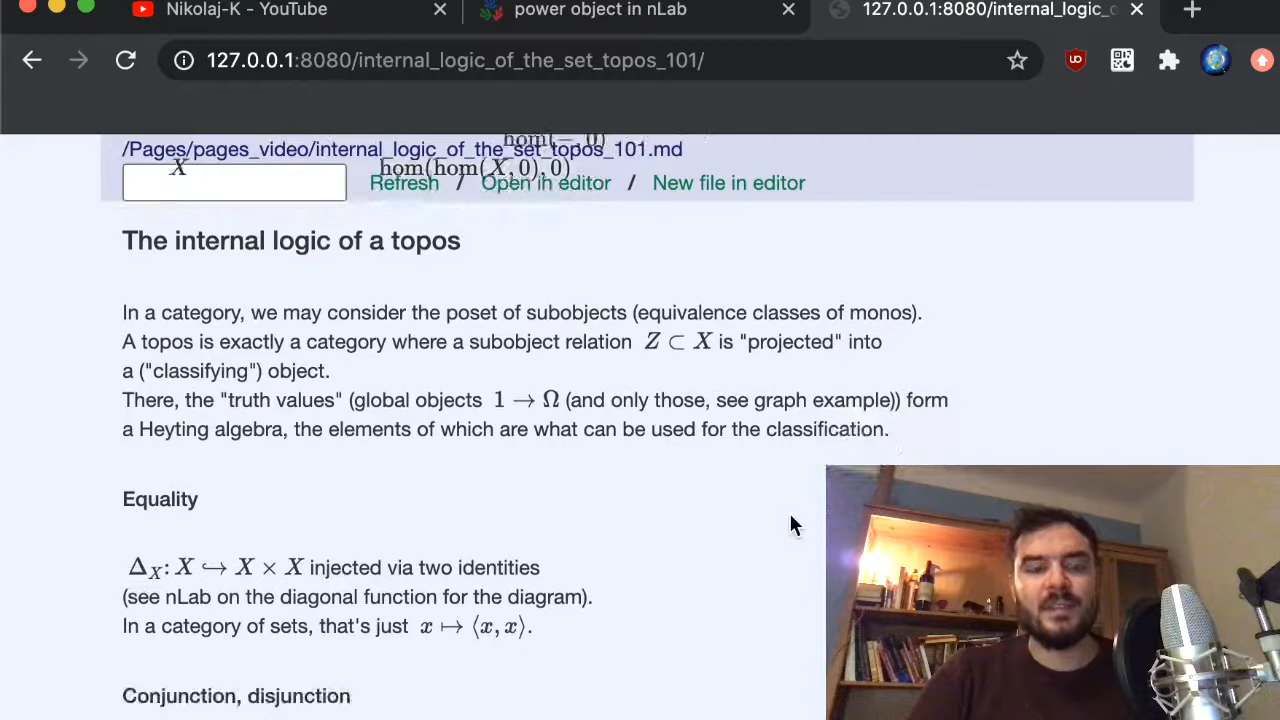 Nikolaj-K - YouTube
power object in nLab
127.0.0.1:8080/internal_logic_
127.0.0.1:8080/internal_logic_of_the_set_topos_101/
hom(−, 0)
/Pages/pages_video/internal_logic_of_the_set_topos_101.md
X hom(hom(X, 0), 0)
Refresh / Open in editor / New file in editor
The internal logic of a topos
In a category, we may consider the poset of subobjects (equivalence classes of monos).
A topos is exactly a category where a subobject relation Z ⊂ X is "projected" into
a ("classifying") object.
There, the "truth values" (global objects 1 → Ω (and only those, see graph example)) form
a Heyting algebra, the elements of which are what can be used for the classification.
Equality
Δ_X: X ↪ X × X injected via two identities
(see nLab on the diagonal function for the diagram).
In a category of sets, that's just x ↦ ⟨x, x⟩.
Conjunction, disjunction